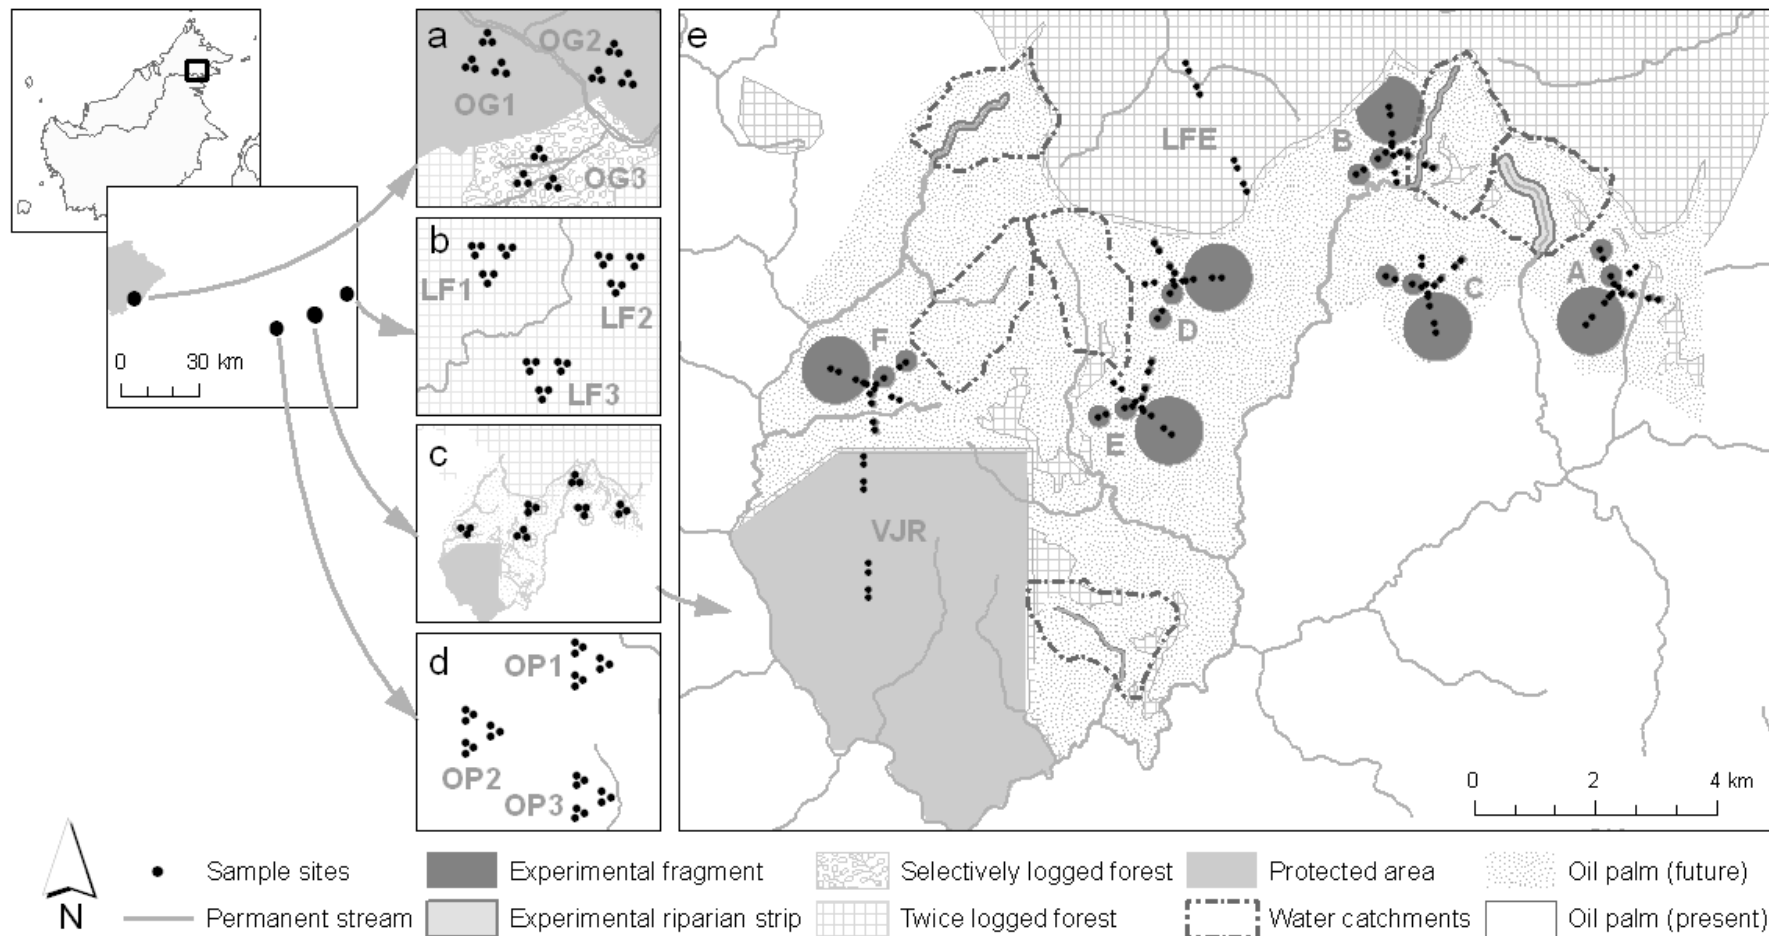 a
OG1
OG2
OG3
b
LF1
LF2
LF3
c
d
OP1
OP2
OP3
0 30 km
e
LFE
B
A
C
D
F
E
VJR
0 2 4 km
N
Sample sites
Permanent stream
Experimental fragment
Experimental riparian strip
Selectively logged forest
Twice logged forest
Protected area
Water catchments
Oil palm (future)
Oil palm (present)